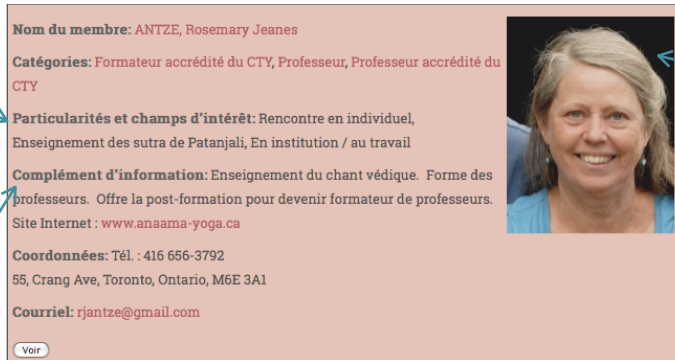 Nom du membre: ANTZE, Rosemary Jeanes
Catégories: Formateur accrédité du CTY, Professeur, Professeur accrédité du
CTY
Particularités et champs d'intérêt: Rencontre en individuel,
Enseignement des sutra de Patanjali, En institution / au travail
Complément d'information: Enseignement du chant védique. Forme des
professeurs. Offre la post-formation pour devenir formateur de professeurs.
Site Internet : www.anaama-yoga.ca
Coordonnées: Tél. : 416 656-3792
55, Crang Ave, Toronto, Ontario, M6E 3A1
Courriel: rjantze@gmail.com
Voir